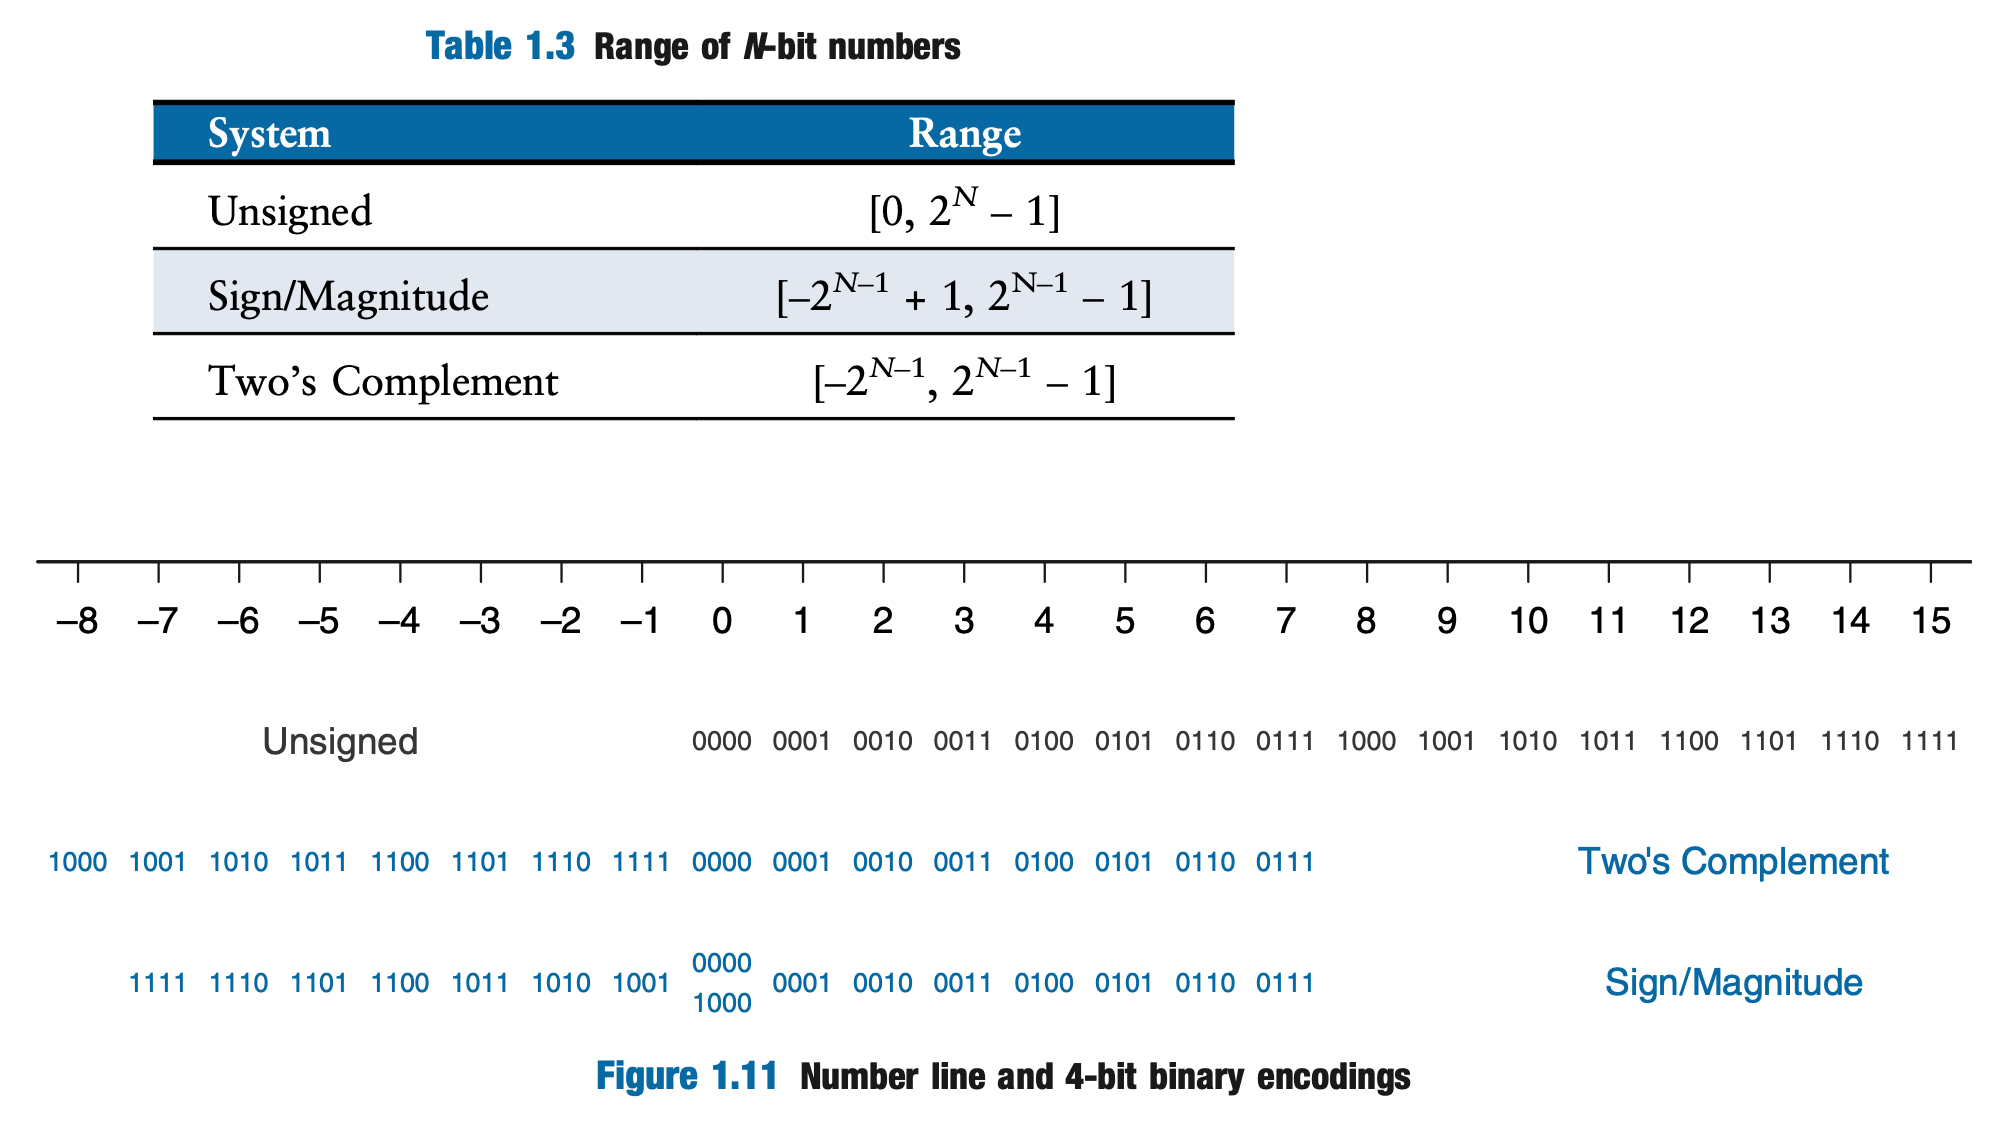 Table 1.3 Range of N-bit numbers
System Range
Unsigned [0, 2^N – 1]
Sign/Magnitude [–2^N–1 + 1, 2^N–1 – 1]
Two’s Complement [–2^N–1, 2^N–1 – 1]
–8 –7 –6 –5 –4 –3 –2 –1 0 1 2 3 4 5 6 7 8 9 10 11 12 13 14 15
Unsigned 0000 0001 0010 0011 0100 0101 0110 0111 1000 1001 1010 1011 1100 1101 1110 1111
1000 1001 1010 1011 1100 1101 1110 1111 0000 0001 0010 0011 0100 0101 0110 0111 Two's Complement
0000
1111 1110 1101 1100 1011 1010 1001 0001 0010 0011 0100 0101 0110 0111 Sign/Magnitude
1000
Figure 1.11 Number line and 4-bit binary encodings